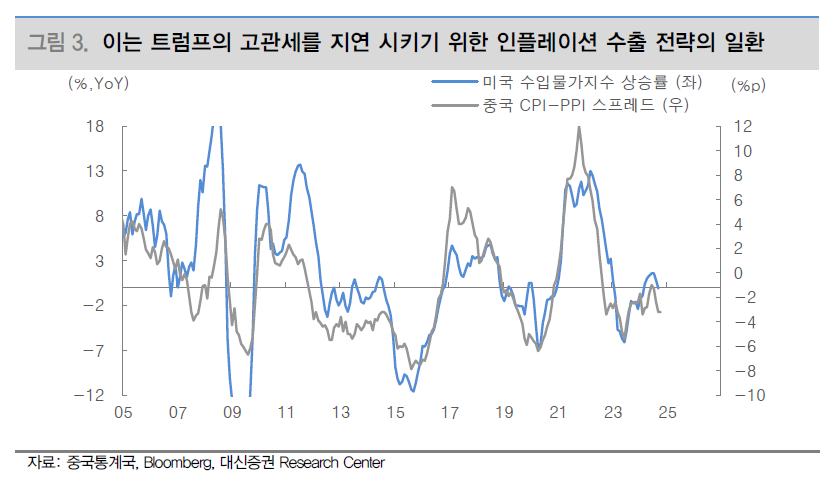 그림 3. 이는 트럼프의 고관세를 지연 시키기 위한 인플레이션 수출 전략의 일환
(%,YoY)
미국 수입물가지수 상승률 (좌)
(%p)
중국 CPI-PPI 스프레드 (우)
18
13
8
3
-2
-7
-12
12
10
8
6
4
2
0
-2
-4
-6
-8
-10
05 07 09 11 13 15 17 19 21 23 25
자료: 중국통계국, Bloomberg, 대신증권 Research Center